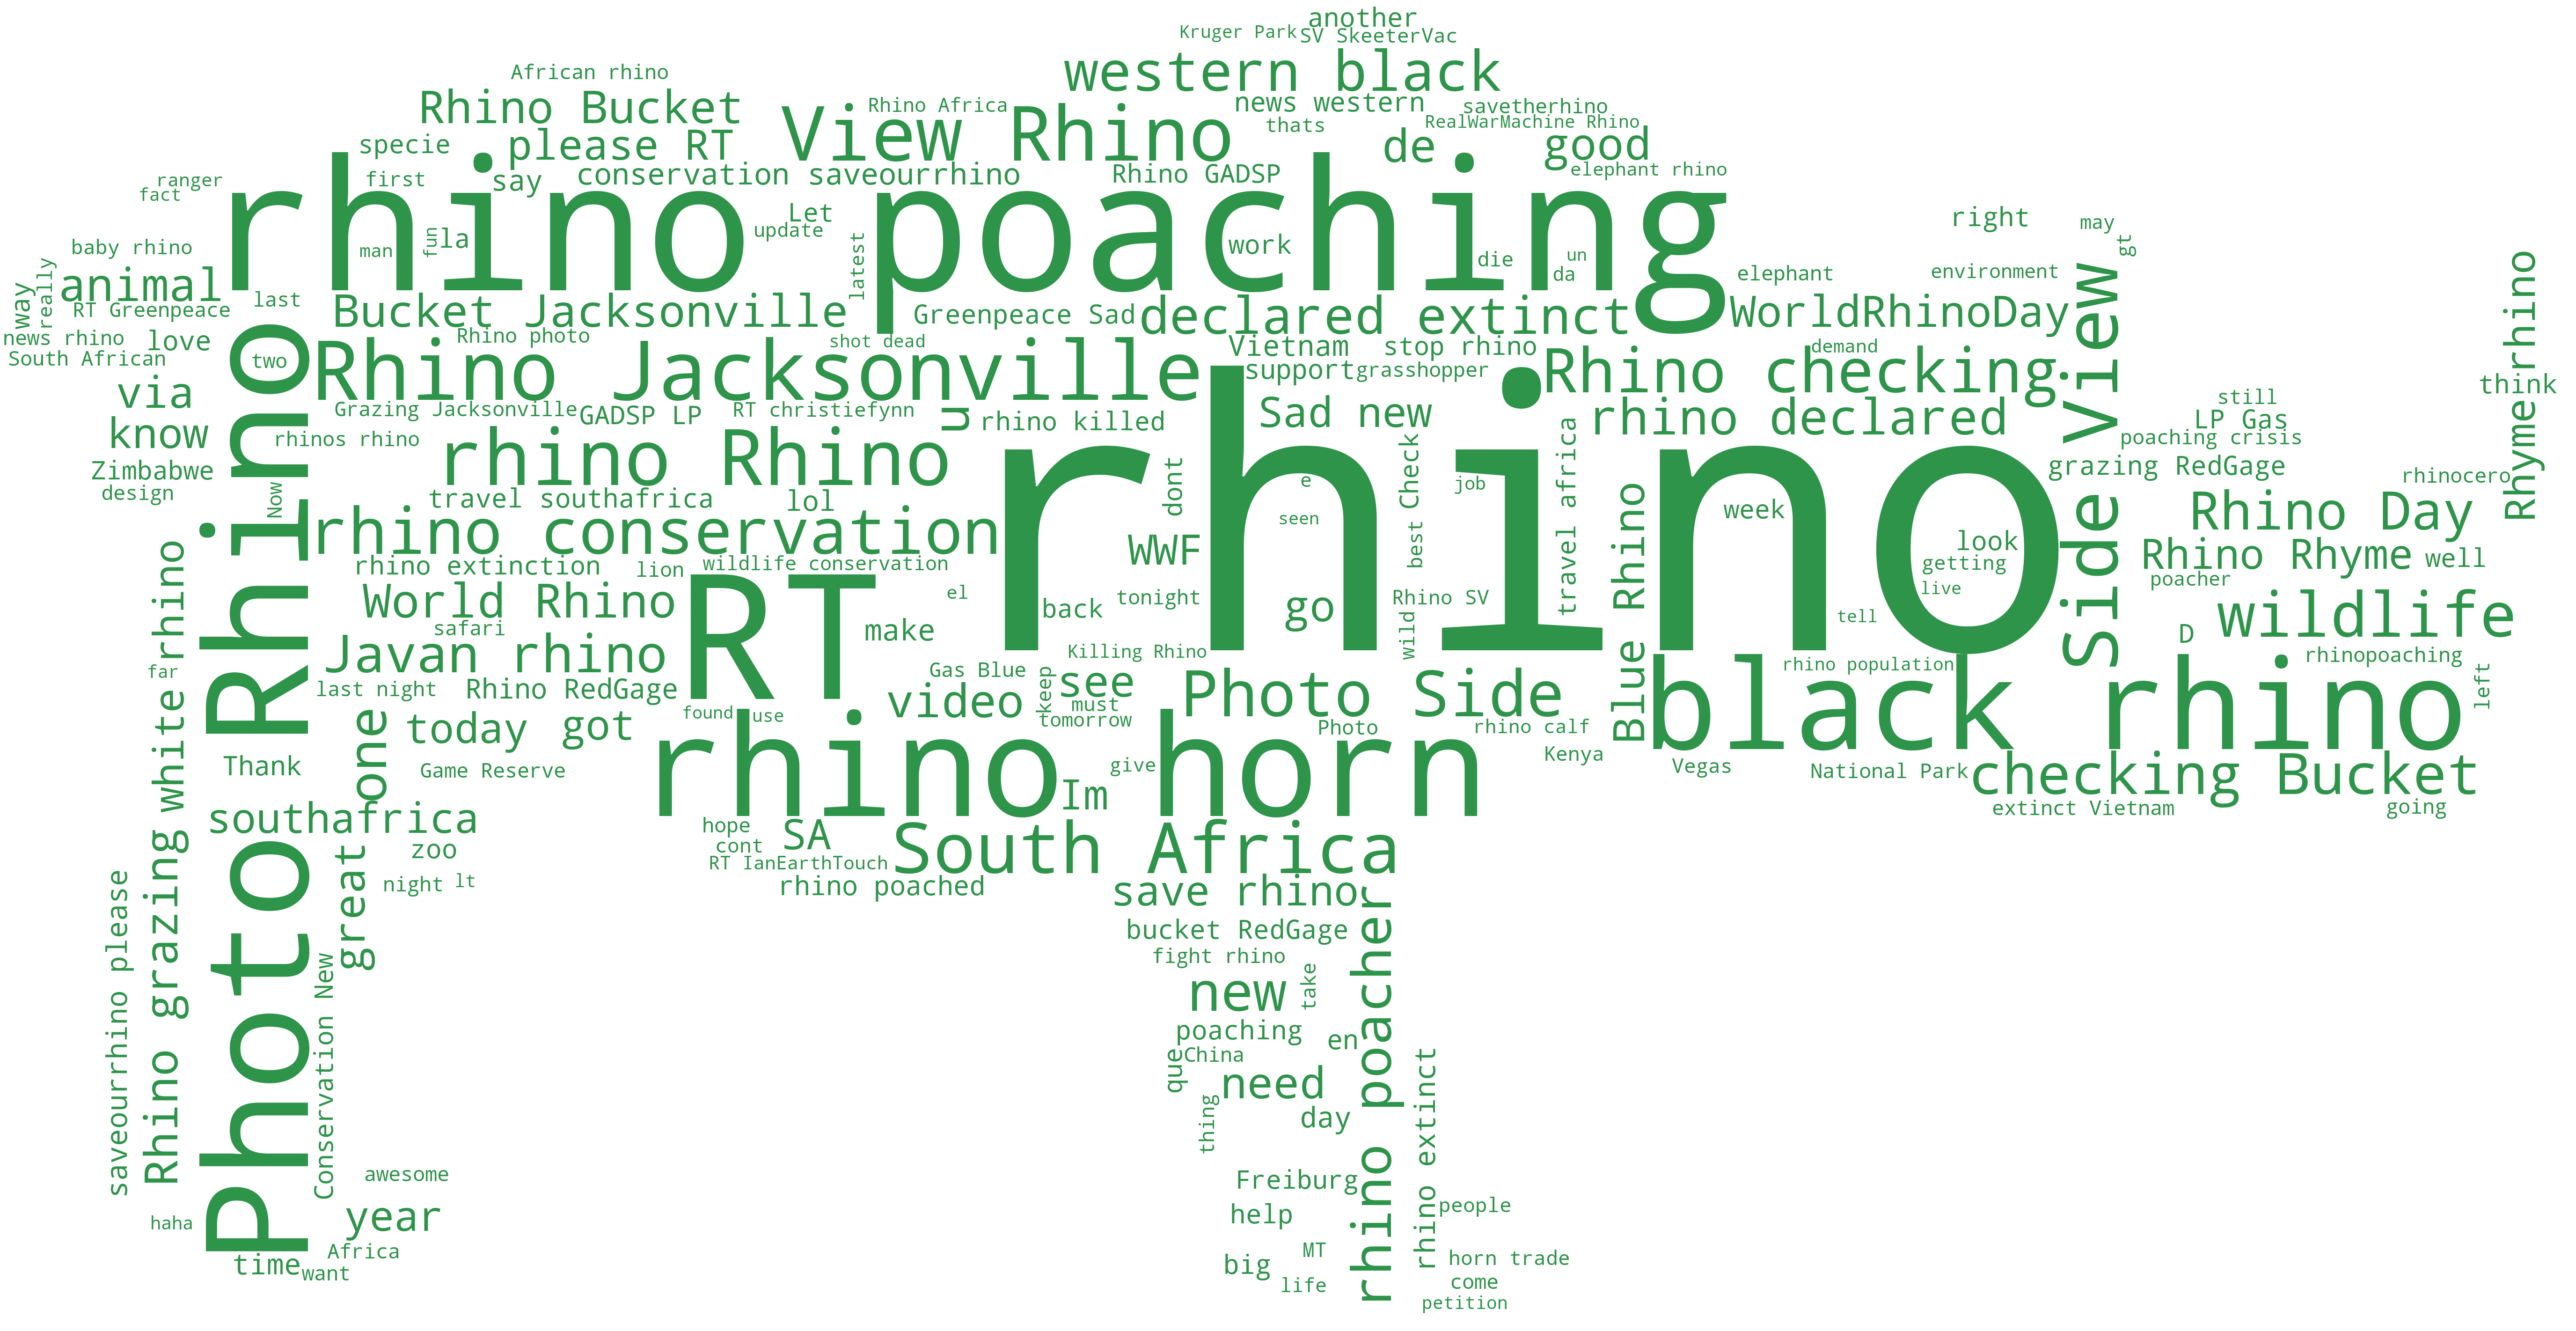 another
Kruger Park
SV SkeeterVac
western black
African rhino
Rhino Bucket
View Rhino
Rhino Africa
news western
savetherhino
RealWarMachine Rhino
thats
specie
please RT
de
good
ranger
fact
first
say
conservation saveourrhino
Rhino GADSP
elephant rhino
rhino poaching
Let
update
right
may
gt
baby rhino
man
fun
la
latest
work
die
un
da
elephant
environment
animal
way
really
last
RT Greenpeace
Bucket Jacksonville
Greenpeace Sad
declared extinct
WorldRhinoDay
news rhino
love
South African
Rhino photo
shot dead
Vietnam
stop rhino
demand
two
Rhino Jacksonville
support
grasshopper
Rhino checking
via
think
still
Grazing Jacksonville
GADSP LP
RT christiefynn
u
rhino killed
Sad new
rhino declared
LP Gas
know
rhinos rhino
rhino Rhino
poaching crisis
Zimbabwe
design
Now
travel southafrica
lol
dont
e
Check
job
travel africa
grazing RedGage
rhinocero
Rhyme rhino
Side View
Blue Rhino
week
Rhino Day
rhino conservation
rhino
seen
best
WWF
look
getting
live
Rhino Rhyme
well
poacher
rhino extinction
lion
wildlife conservation
World Rhino
RT
el
back
tonight
go
Rhino SV
tell
wildlife
safari
make
wild
D
Javan rhino
Killing Rhino
rhino population
rhinopoaching
far
last night
Rhino RedGage
Gas Blue
keep
see
must
Photo Side
black rhino
left
found
use
video
tomorrow
Photo
rhino calf
today
got
one
rhino horn
Kenya
Thank
Game Reserve
give
Vegas
National Park
checking Bucket
Im
extinct Vietnam
going
white rhino
southafrica
hope
cont
SA
South Africa
zoo
RT IanEarthTouch
night
lt
rhino poached
save rhino
great
Photo Rhino
Rhino grazing
saveourrhino please
Conservation New
bucket RedGage
fight rhino
new
take
rhino poacher
poaching
en
que
China
need
rhino extinct
day
thing
awesome
Freiburg
people
haha
year
help
Africa
time
want
MT
big
horn trade
life
come
petition